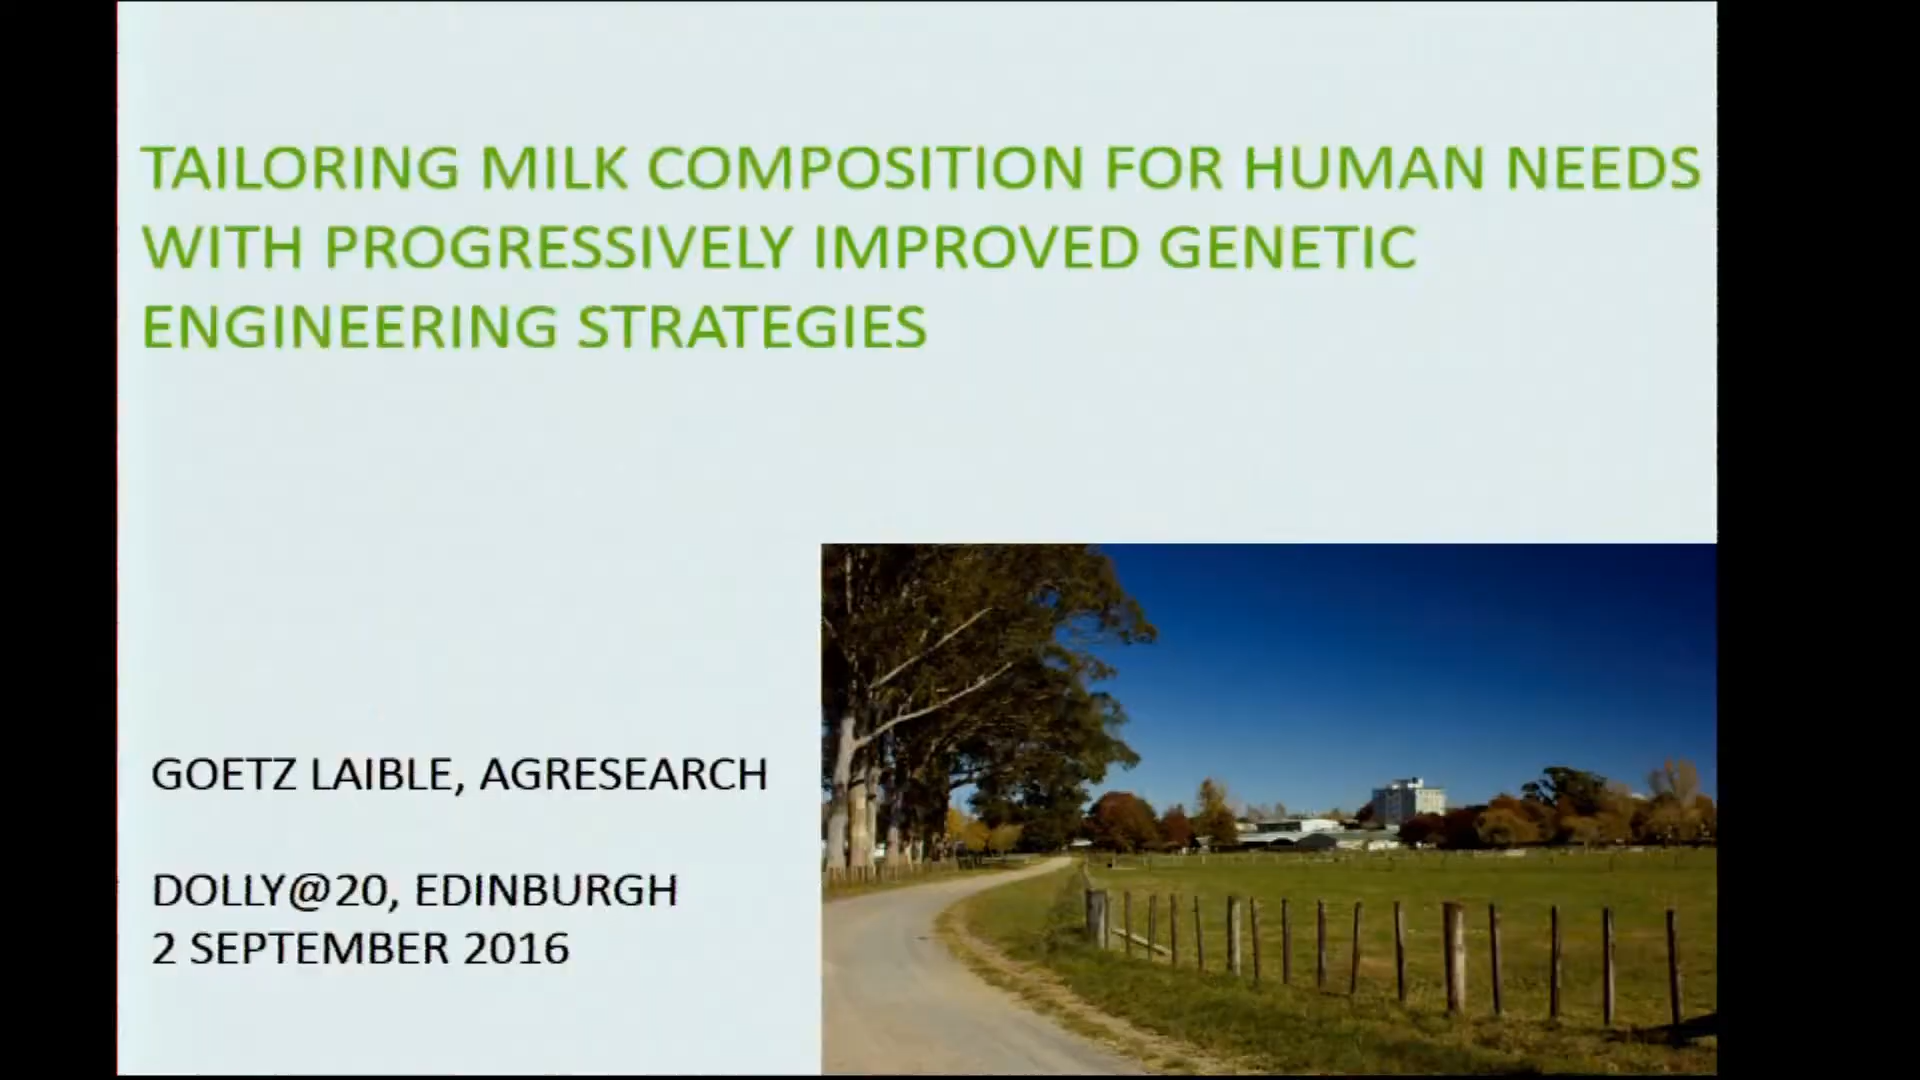 TAILORING MILK COMPOSITION FOR HUMAN NEEDS
WITH PROGRESSIVELY IMPROVED GENETIC
ENGINEERING STRATEGIES
GOETZ LAIBLE, AGRESEARCH
DOLLY@20, EDINBURGH
2 SEPTEMBER 2016